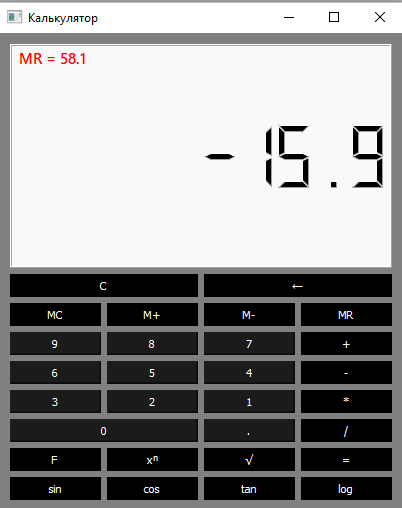 Калькулятор
MR = 58.1
-15.9
C ←
MC M+ M- MR
9 8 7 +
6 5 4 -
3 2 1 *
0 . /
F xⁿ √ =
sin cos tan log